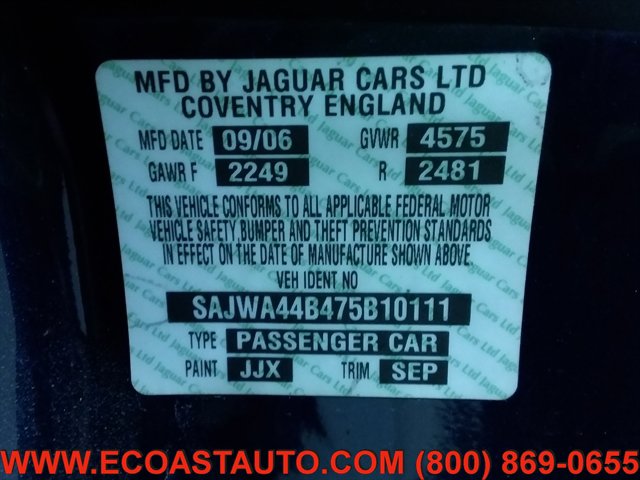 MFD BY JAGUAR CARS LTD
COVENTRY ENGLAND
MFD DATE 09/06 GVWR 4575
GAWR F 2249 R 2481
THIS VEHICLE CONFORMS TO ALL APPLICABLE FEDERAL MOTOR
VEHICLE SAFETY, BUMPER AND THEFT PREVENTION STANDARDS
IN EFFECT ON THE DATE OF MANUFACTURE SHOWN ABOVE.
VEH IDENT NO
SAJWA44B475B10111
TYPE PASSENGER CAR
PAINT JJX TRIM SEP
WWW.ECOASTAUTO.COM (800) 869-0655